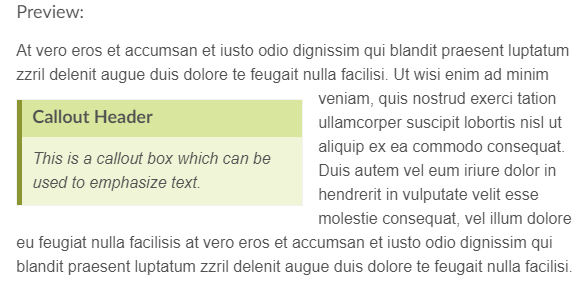 Preview:
At vero eros et accumsan et iusto odio dignissim qui blandit praesent luptatum
zzril delenit augue duis dolore te feugait nulla facilisi. Ut wisi enim ad minim
veniam, quis nostrud exerci tation
ullamcorper suscipit lobortis nisl ut
aliquip ex ea commodo consequat.
Duis autem vel eum iriure dolor in
hendrerit in vulputate velit esse
molestie consequat, vel illum dolore
Callout Header
This is a callout box which can be
used to emphasize text.
eu feugiat nulla facilisis at vero eros et accumsan et iusto odio dignissim qui
blandit praesent luptatum zzril delenit augue duis dolore te feugait nulla facilisi.